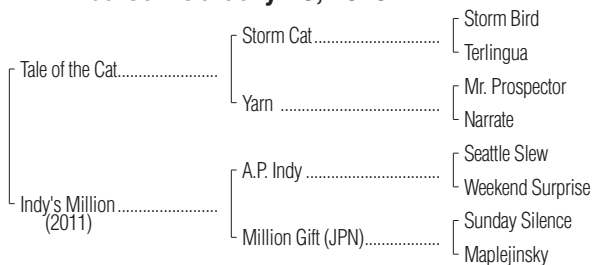 Storm Bird
Storm Cat
Terlingua
Tale of the Cat
Mr. Prospector
Yarn
Narrate
Seattle Slew
A.P. Indy
Weekend Surprise
Indy's Million
(2011)
Sunday Silence
Million Gift (JPN)
Maplejinsky